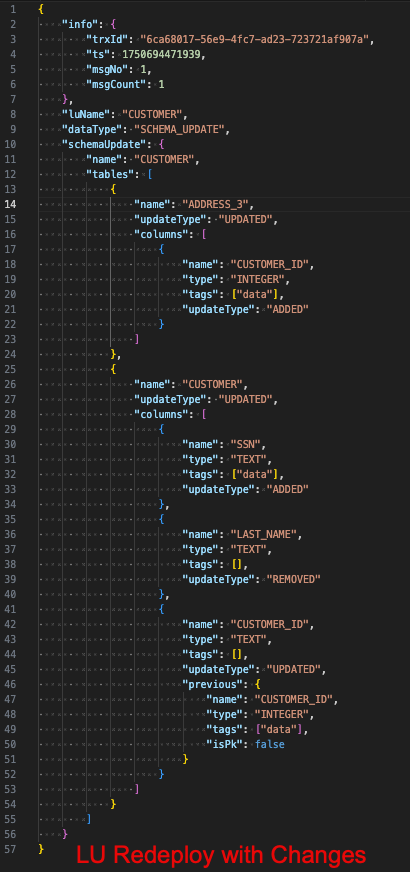 1 {
2 "info": {
3 "trxId": "6ca68017-56e9-4fc7-ad23-723721af907a",
4 "ts": 1750694471939,
5 "msgNo": 1,
6 "msgCount": 1
7 },
8 "luName": "CUSTOMER",
9 "dataType": "SCHEMA_UPDATE",
10 "schemaUpdate": {
11 "name": "CUSTOMER",
12 "tables": [
13 {
14 "name": "ADDRESS_3",
15 "updateType": "UPDATED",
16 "columns": [
17 {
18 "name": "CUSTOMER_ID",
19 "type": "INTEGER",
20 "tags": ["data"],
21 "updateType": "ADDED"
22 }
23 ]
24 },
25 {
26 "name": "CUSTOMER",
27 "updateType": "UPDATED",
28 "columns": [
29 {
30 "name": "SSN",
31 "type": "TEXT",
32 "tags": ["data"],
33 "updateType": "ADDED"
34 },
35 {
36 "name": "LAST_NAME",
37 "type": "TEXT",
38 "tags": [],
39 "updateType": "REMOVED"
40 },
41 {
42 "name": "CUSTOMER_ID",
43 "type": "TEXT",
44 "tags": [],
45 "updateType": "UPDATED",
46 "previous": {
47 "name": "CUSTOMER_ID",
48 "type": "INTEGER",
49 "tags": ["data"],
50 "isPk": false
51 }
52 }
53 ]
54 }
55 ]
56 }
57 }
LU Redeploy with Changes